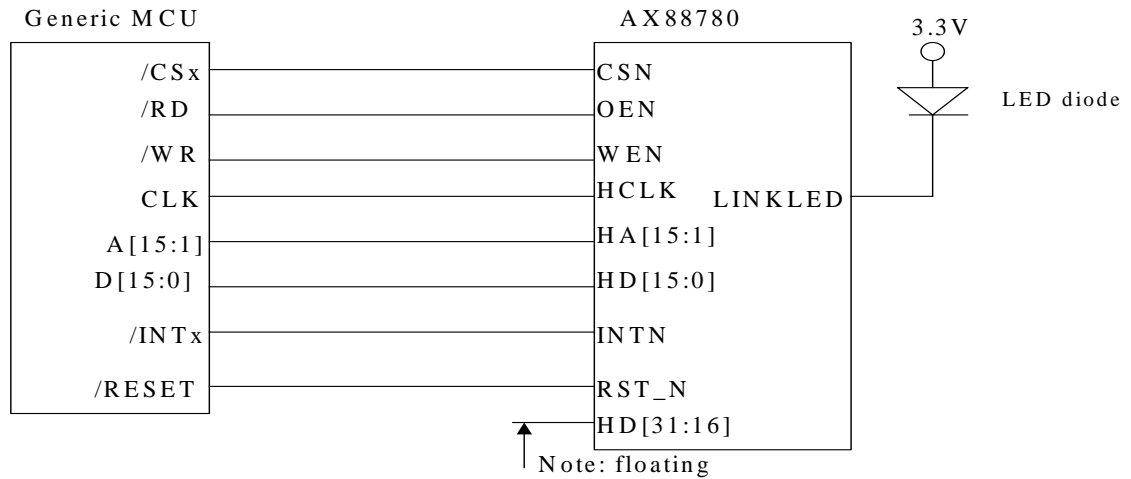 Generic MCU
AX88780
3.3V
LED diode
/CSx
CSN
/RD
OEN
/WR
WEN
CLK
HCLK
LINKLED
A[15:1]
HA[15:1]
D[15:0]
HD[15:0]
/INTx
INTN
/RESET
RST_N
HD[31:16]
Note: floating